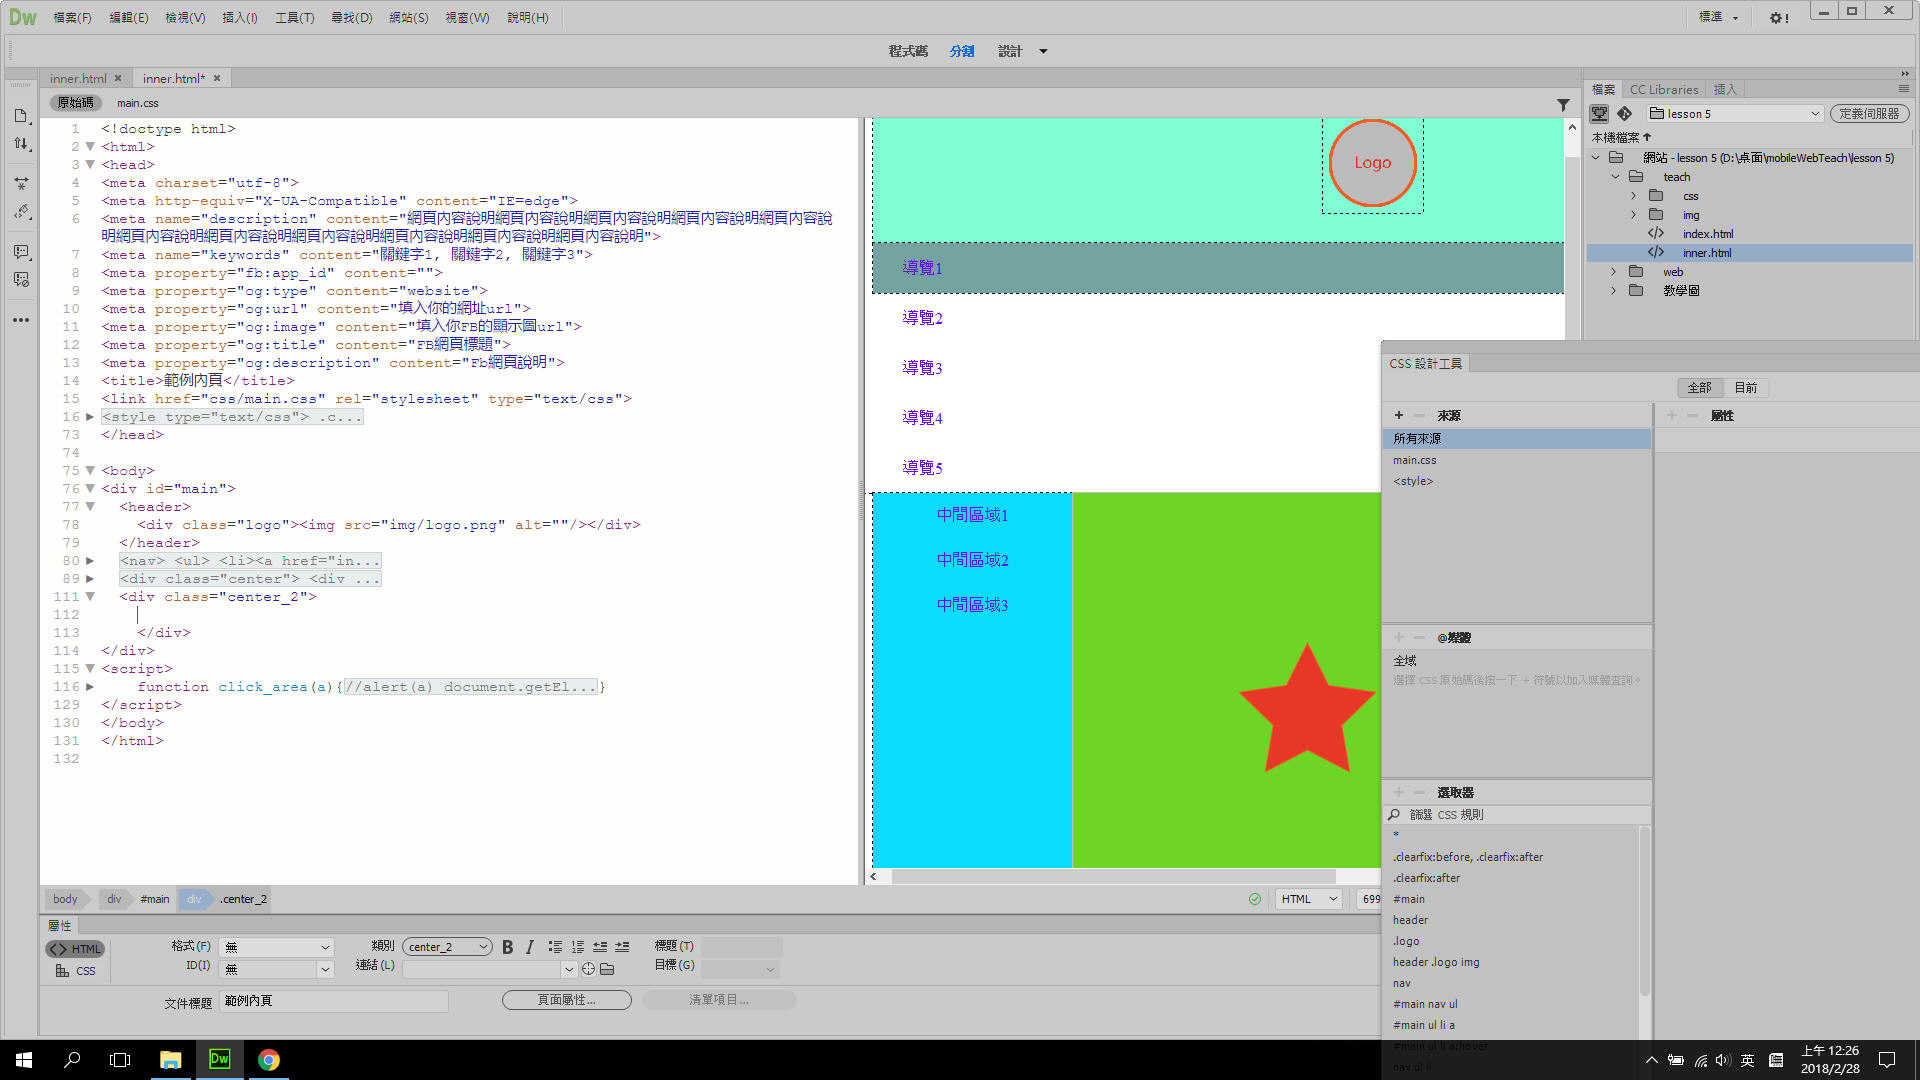 Dw 檔案(F) 編輯(E) 檢視(V) 插入(I) 工具(T) 尋找(D) 網站(S) 視窗(W) 說明(H) 標準
程式碼 分割 設計
inner.html × inner.html* ×
原始碼 main.css
1 <!doctype html>
2 <html>
3 <head>
4 <meta charset="utf-8">
5 <meta http-equiv="X-UA-Compatible" content="IE=edge">
6 <meta name="description" content="網頁內容說明網頁內容說明網頁內容說明網頁內容說明網頁內容說
明網頁內容說明網頁內容說明網頁內容說明網頁內容說明網頁內容說明網頁內容說明">
7 <meta name="keywords" content="關鍵字1, 關鍵字2, 關鍵字3">
8 <meta property="fb:app_id" content="">
9 <meta property="og:type" content="website">
10 <meta property="og:url" content="填入你的網址url">
11 <meta property="og:image" content="填入你FB的顯示圖url">
12 <meta property="og:title" content="FB網頁標題">
13 <meta property="og:description" content="Fb網頁說明">
14 <title>範例內頁</title>
15 <link href="css/main.css" rel="stylesheet" type="text/css">
16 <style type="text/css"> .c...
73 </head>
74
75 <body>
76 <div id="main">
77 <header>
78 <div class="logo"><img src="img/logo.png" alt=""/></div>
79 </header>
80 <nav> <ul> <li><a href="in...
89 <div class="center"> <div ...
111 <div class="center_2">
112
113 </div>
114 </div>
115 <script>
116 function click_area(a){//alert(a) document.getEl...}
129 </script>
130 </body>
131 </html>
132
Logo
導覽1
導覽2
導覽3
導覽4
導覽5
中間區域1
中間區域2
中間區域3
檔案 CC Libraries 插入
lesson 5 定義伺服器
本機檔案
網站 - lesson 5 (D:\桌面\mobileWebTeach\lesson 5)
teach
css
img
index.html
inner.html
web
教學圖
CSS 設計工具
全部 目前
+ − 來源
所有來源
main.css
<style>
+ − 屬性
+ − @媒體
全域
選擇 CSS 原始碼後按一下 + 符號以加入媒體查詢。
+ − 選取器
篩選 CSS 規則
*
.clearfix:before, .clearfix:after
.clearfix:after
#main
header
.logo
header .logo img
nav
#main nav ul
#main ul li a
#main ul li a:hover
nav ul li
body div #main div .center_2
HTML 699
屬性
HTML 格式(F) 無 類別 center_2 B I 標題(T)
CSS ID(I) 無 連結(L) 目標(G)
文件標題 範例內頁 頁面屬性... 清單項目...
Dw
英
上午 12:26
2018/2/28